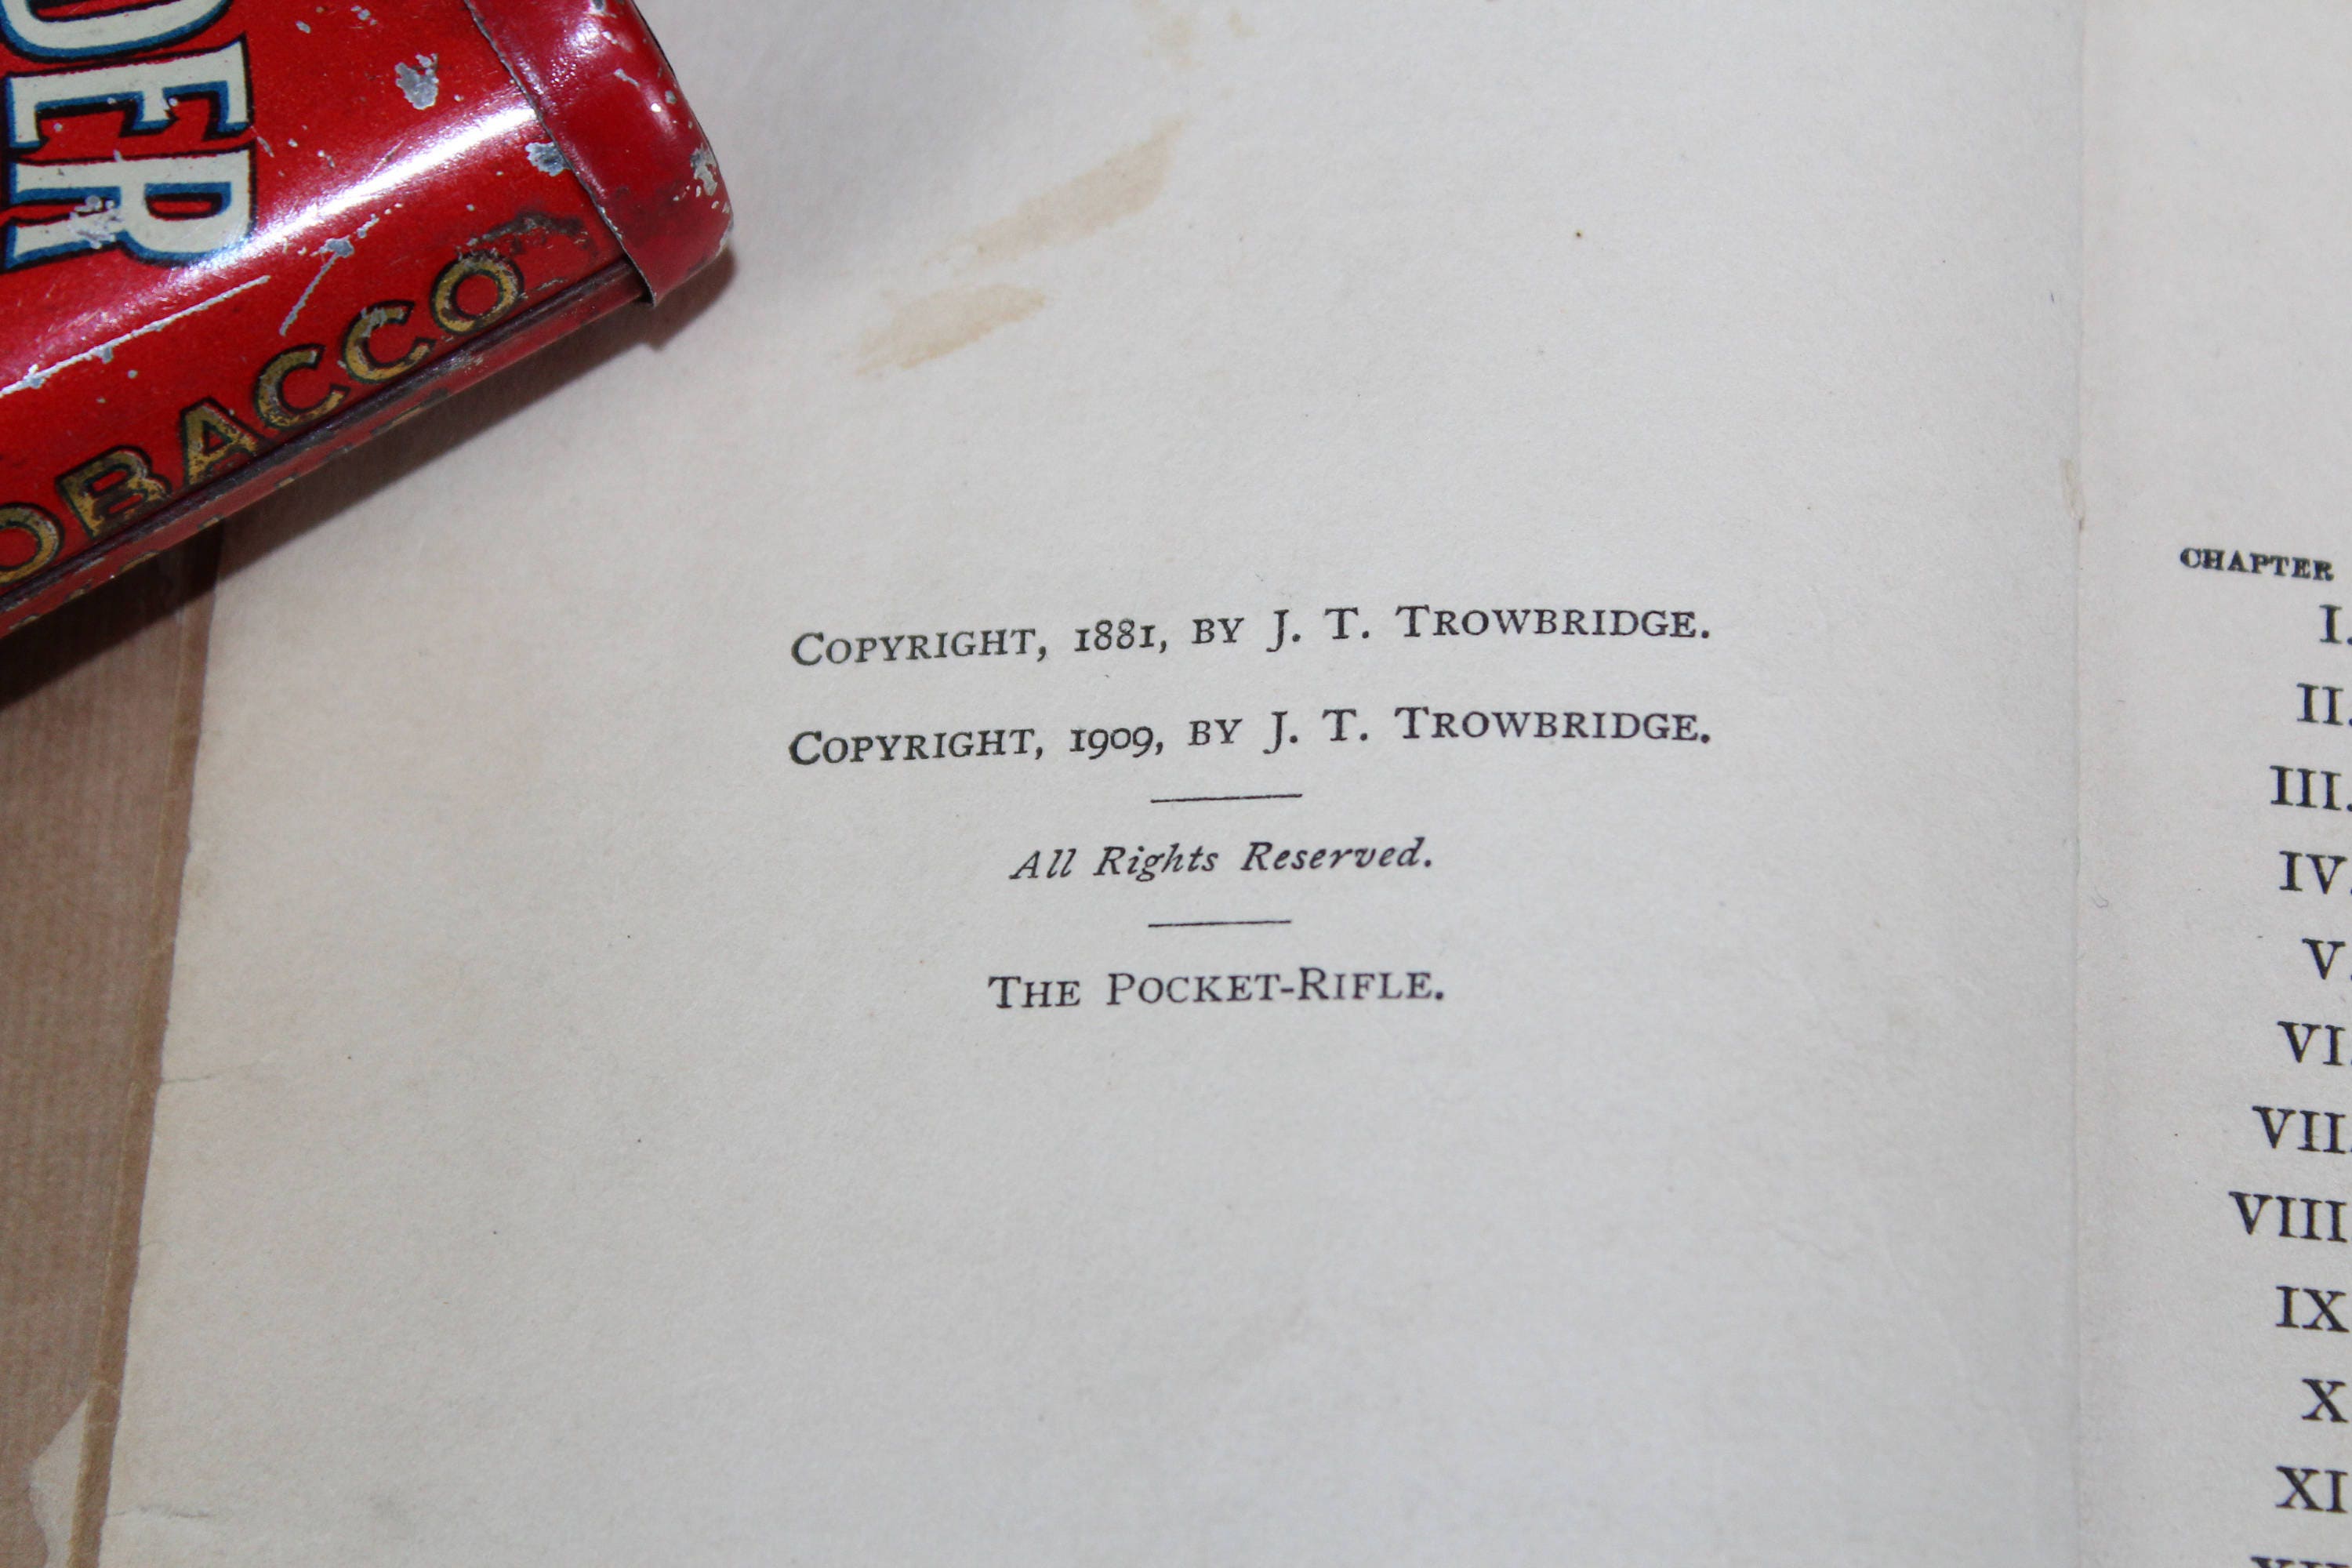 DER
OBACCO
COPYRIGHT, 1881, BY J. T. TROWBRIDGE.
COPYRIGHT, 1909, BY J. T. TROWBRIDGE.
All Rights Reserved.
THE POCKET-RIFLE.
CHAPTER
I.
II.
III.
IV.
V.
VI.
VII.
VIII
IX
X
XI